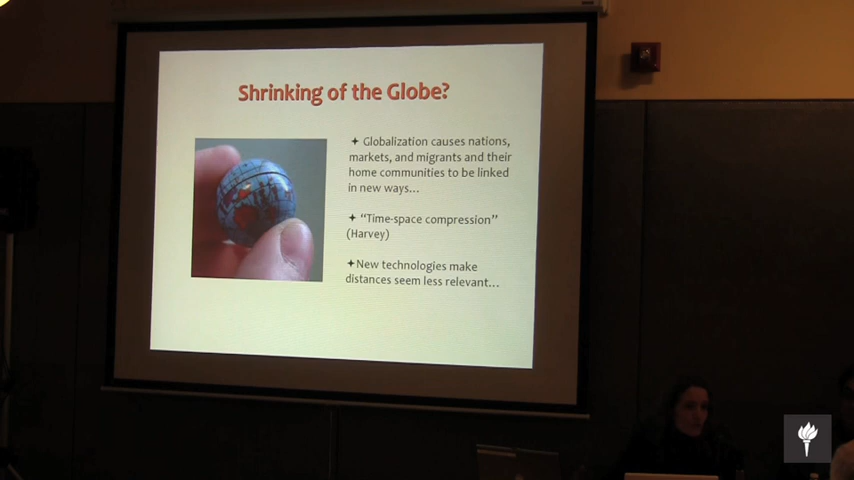 Shrinking of the Globe?
✦ Globalization causes nations,
markets, and migrants and their
home communities to be linked
in new ways...
✦ “Time-space compression”
(Harvey)
✦New technologies make
distances seem less relevant...